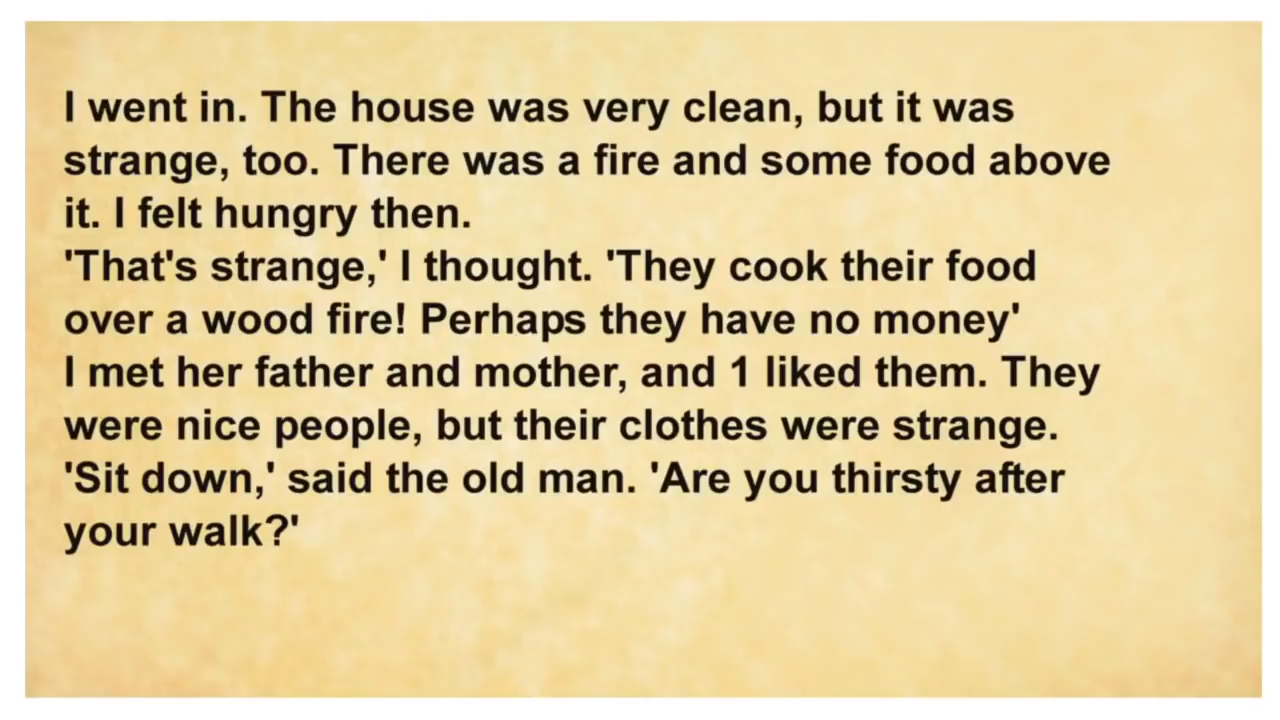 I went in. The house was very clean, but it was
strange, too. There was a fire and some food above
it. I felt hungry then.
'That's strange,' I thought. 'They cook their food
over a wood fire! Perhaps they have no money'
I met her father and mother, and 1 liked them. They
were nice people, but their clothes were strange.
'Sit down,' said the old man. 'Are you thirsty after
your walk?'